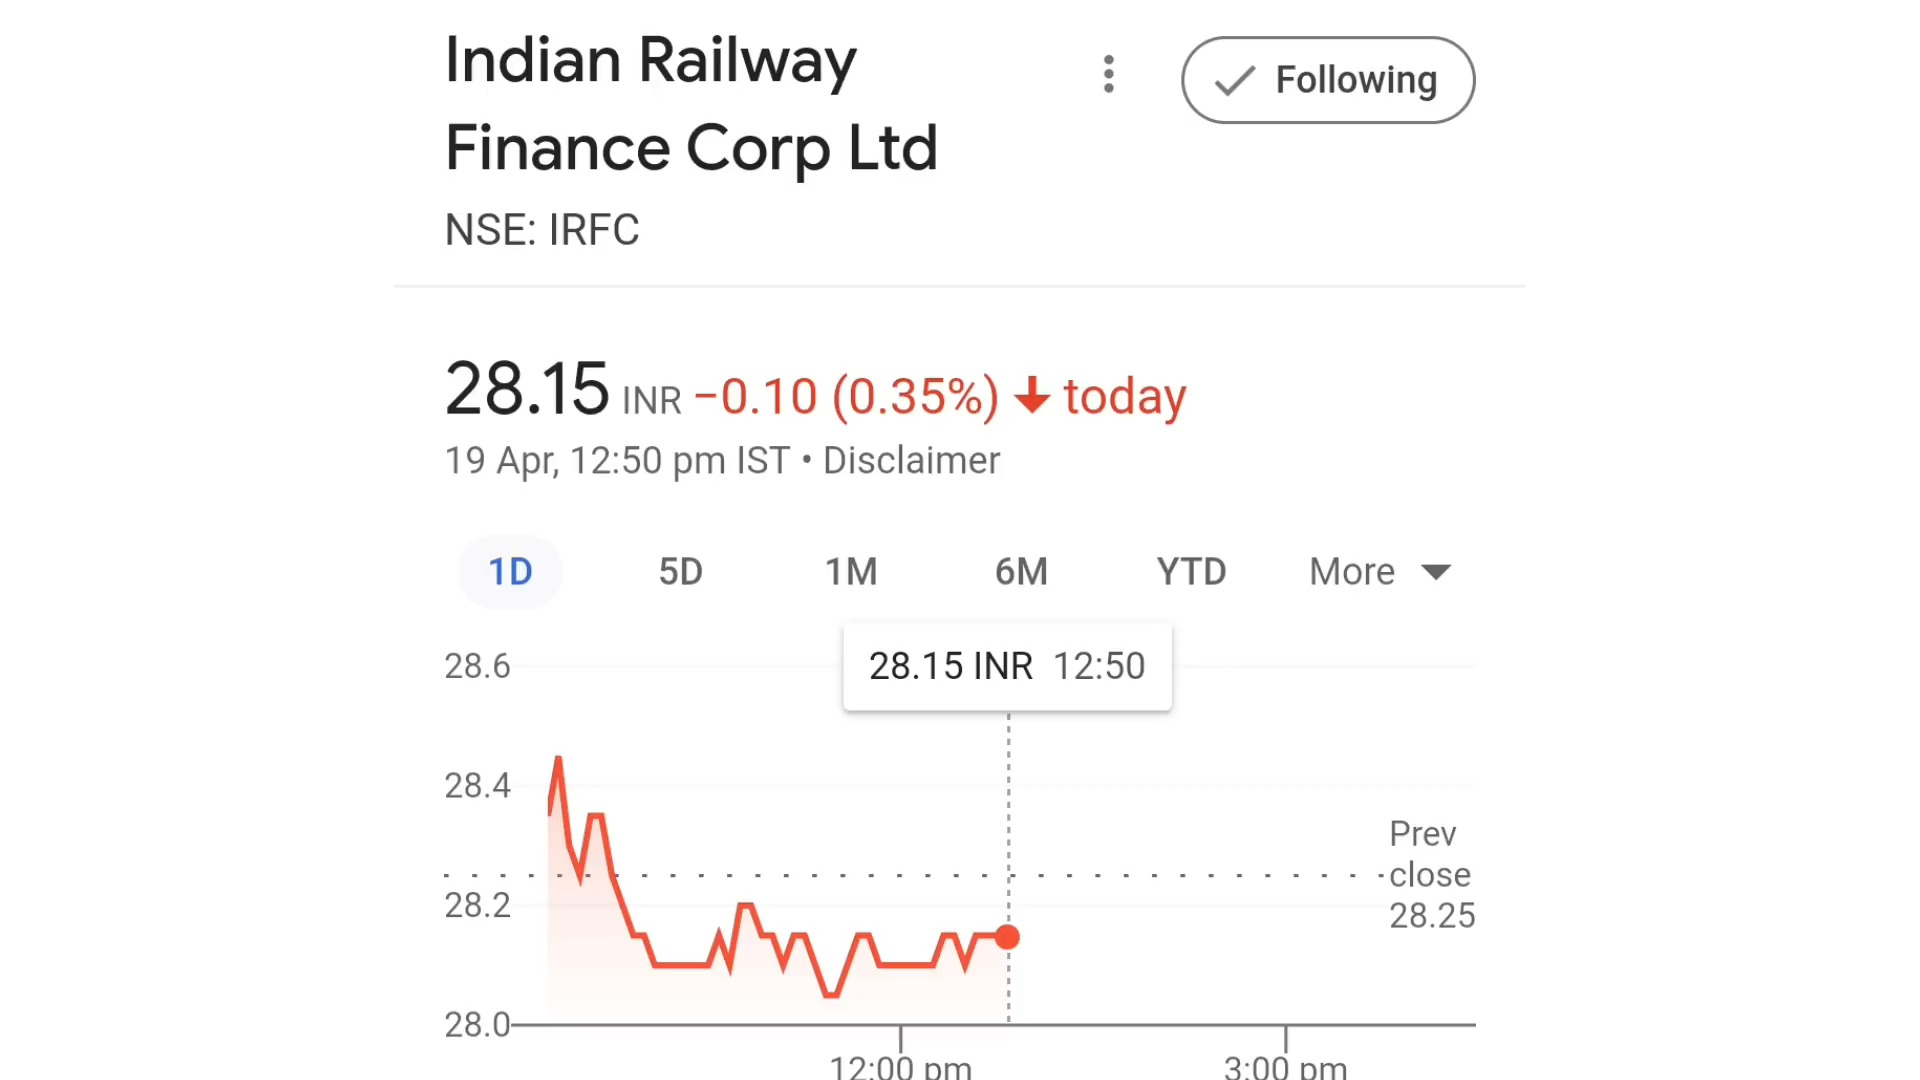 Indian Railway
Finance Corp Ltd
Following
NSE: IRFC
28.15 INR −0.10 (0.35%) today
19 Apr, 12:50 pm IST • Disclaimer
1D 5D 1M 6M YTD More
28.15 INR 12:50
28.6
28.4
28.2
28.0
Prev
close
28.25
12:00 pm
3:00 pm